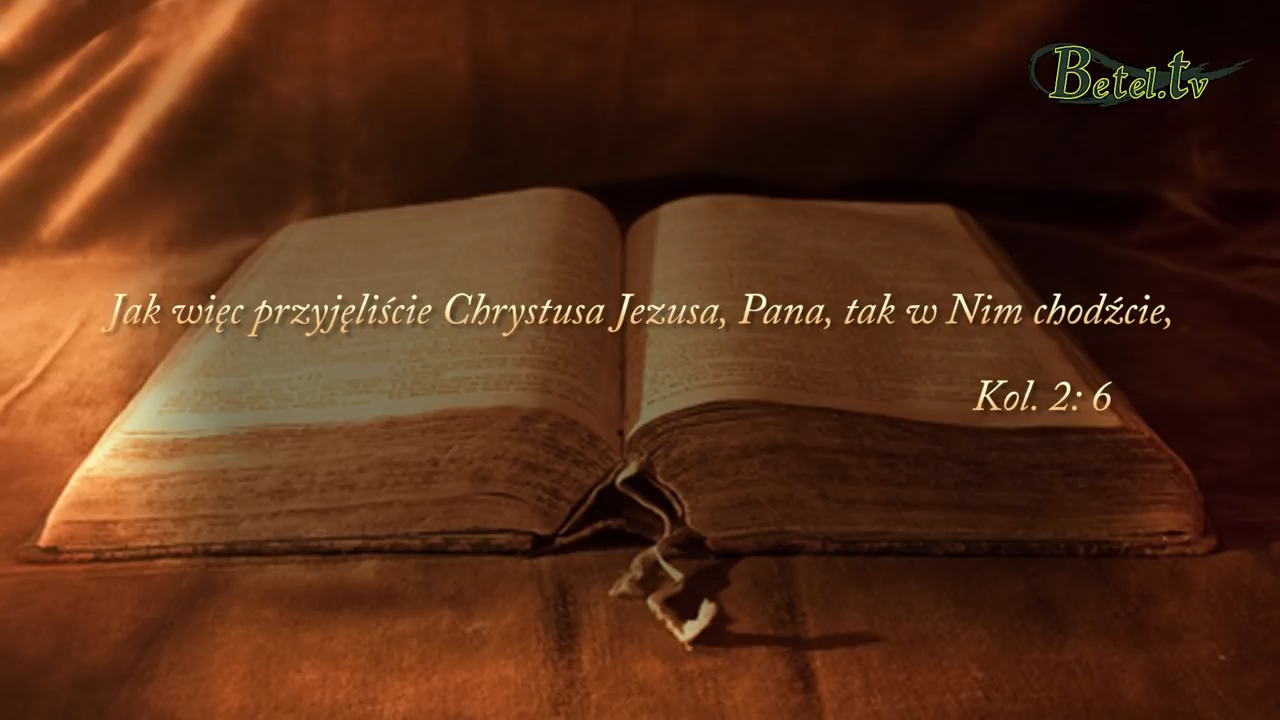 Betel.tv
Jak więc przyjęliście Chrystusa Jezusa, Pana, tak w Nim chodźcie,
Kol. 2: 6